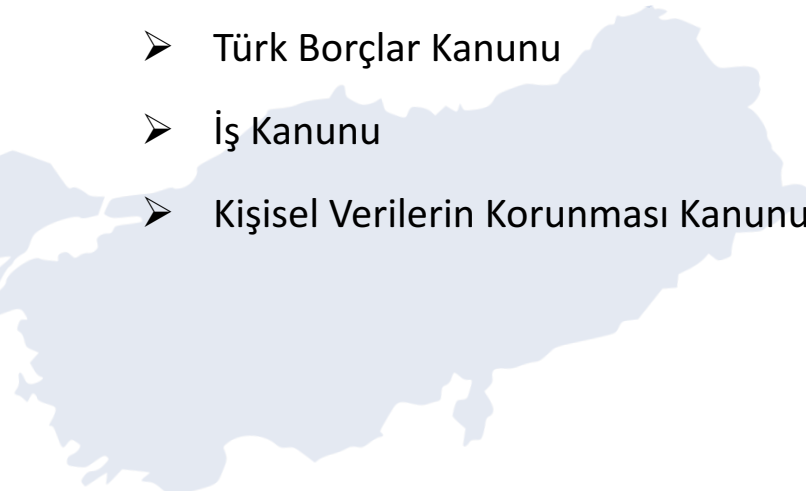 ➢ Türk Borçlar Kanunu
➢ İş Kanunu
➢ Kişisel Verilerin Korunması Kanunu